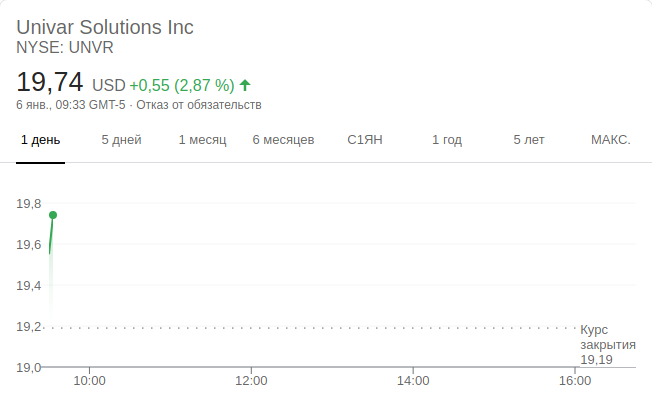 Univar Solutions Inc
NYSE: UNVR
19,74 USD +0,55 (2,87 %)
6 янв., 09:33 GMT-5 · Отказ от обязательств
1 день 5 дней 1 месяц 6 месяцев С1ЯН 1 год 5 лет МАКС.
19,8
19,6
19,4
19,2
Курс
закрытия
19,19
19,0
10:00 12:00 14:00 16:00